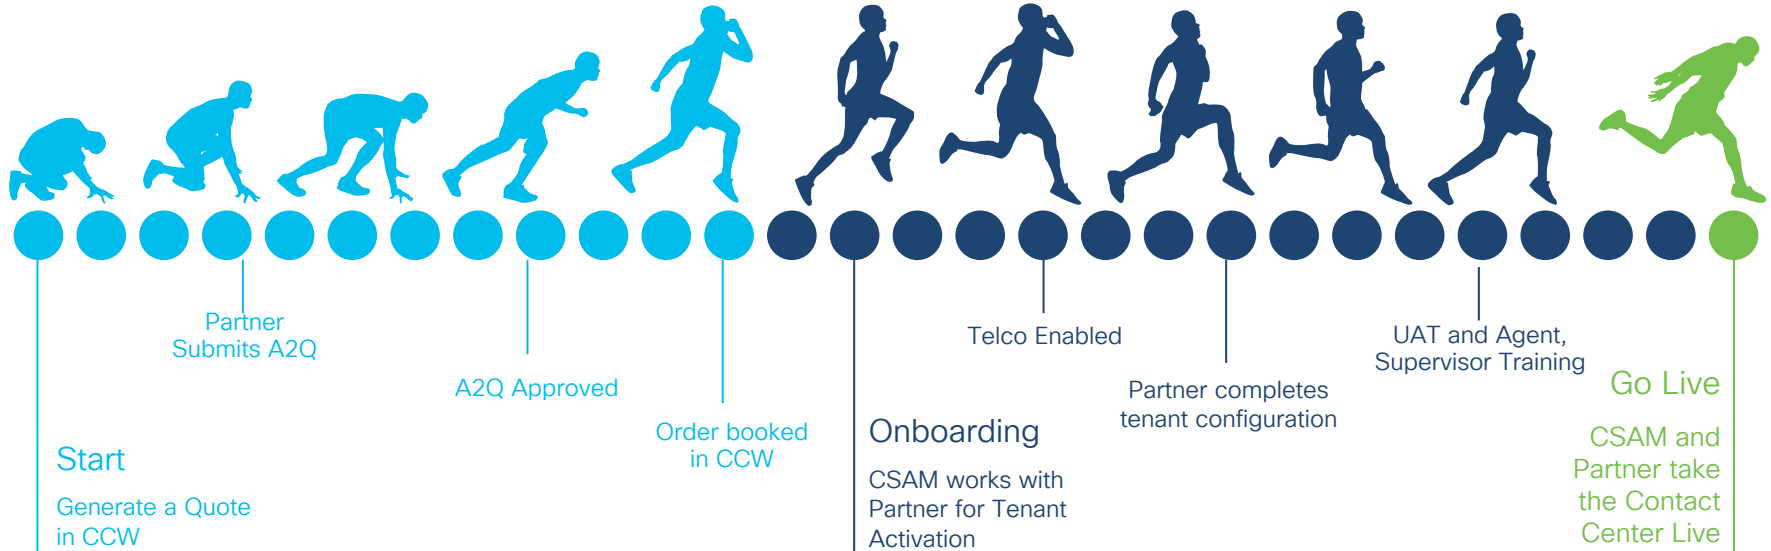 Start
Generate a Quote
in CCW
Partner
Submits A2Q
A2Q Approved
Order booked
in CCW
Onboarding
CSAM works with
Partner for Tenant
Activation
Telco Enabled
Partner completes
tenant configuration
UAT and Agent,
Supervisor Training
Go Live
CSAM and
Partner take
the Contact
Center Live